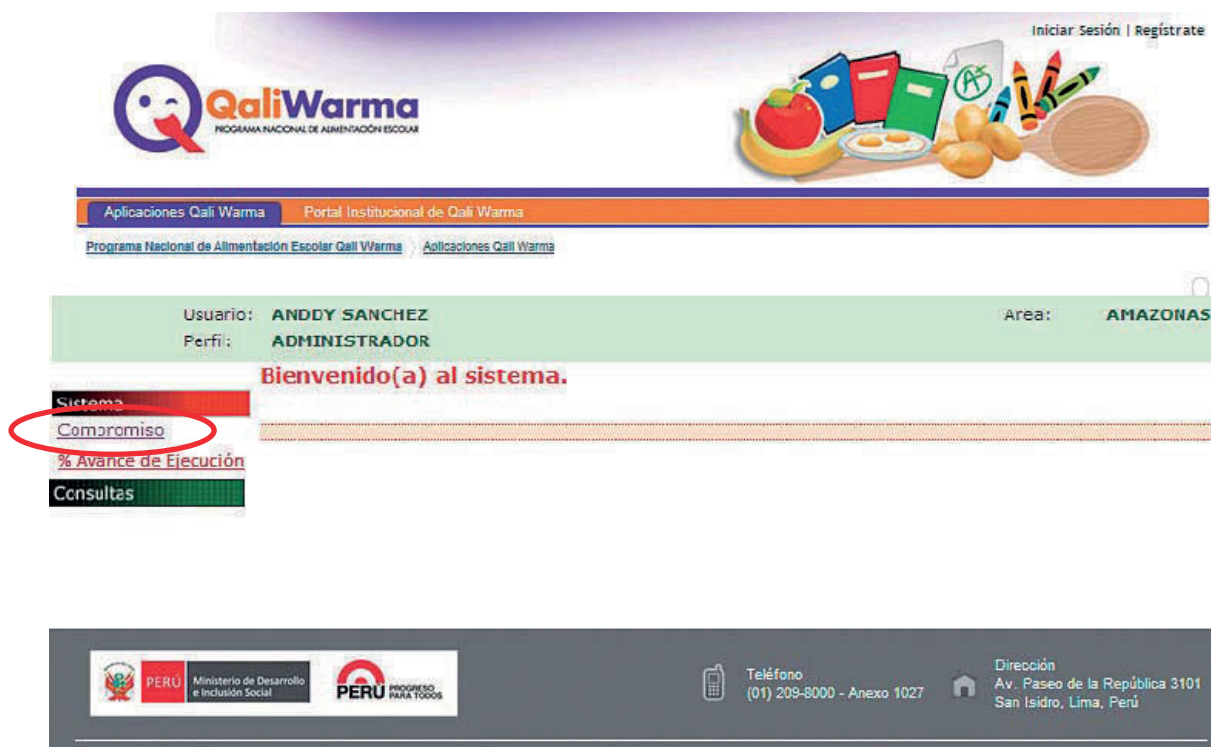 Iniciar Sesión | Regístrate
QaliWarma
PROGRAMA NACIONAL DE ALIMENTACIÓN ESCOLAR
A+
Aplicaciones Qali Warma Portal Institucional de Qali Warma
Programa Nacional de Alimentación Escolar Qali Warma Aplicaciones Qali Warma
Usuario: ANDDY SANCHEZ Area: AMAZONAS
Perfil: ADMINISTRADOR
Bienvenido(a) al sistema.
Sistema
Compromiso
% Avance de Ejecución
Consultas
PERÚ Ministerio de Desarrollo e Inclusión Social
PERÚ PROGRESO PARA TODOS
Teléfono
(01) 209-8000 - Anexo 1027
Dirección
Av. Paseo de la República 3101
San Isidro, Lima, Perú